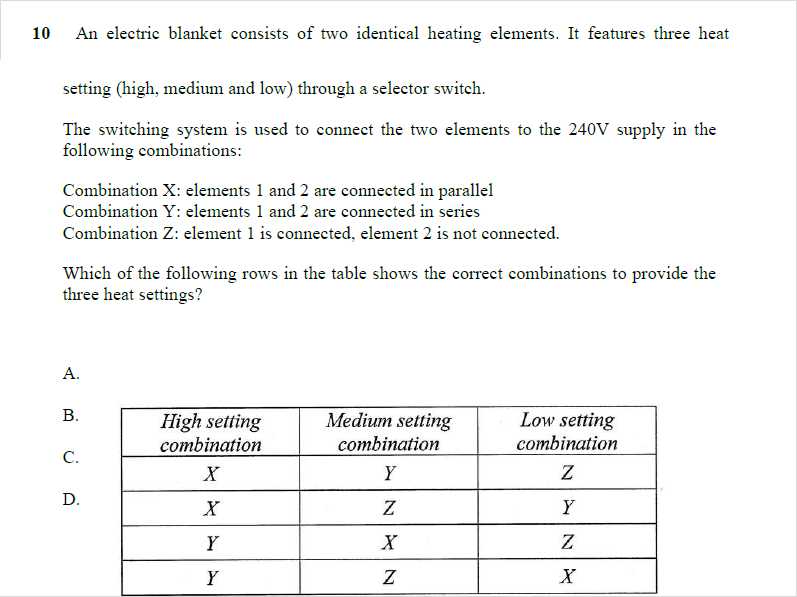 10 An electric blanket consists of two identical heating elements. It features three heat
setting (high, medium and low) through a selector switch.
The switching system is used to connect the two elements to the 240V supply in the
following combinations:
Combination X: elements 1 and 2 are connected in parallel
Combination Y: elements 1 and 2 are connected in series
Combination Z: element 1 is connected, element 2 is not connected.
Which of the following rows in the table shows the correct combinations to provide the
three heat settings?
A.
B.
C.
D.
High setting Medium setting Low setting
combination combination combination
X Y Z
X Z Y
Y X Z
Y Z X